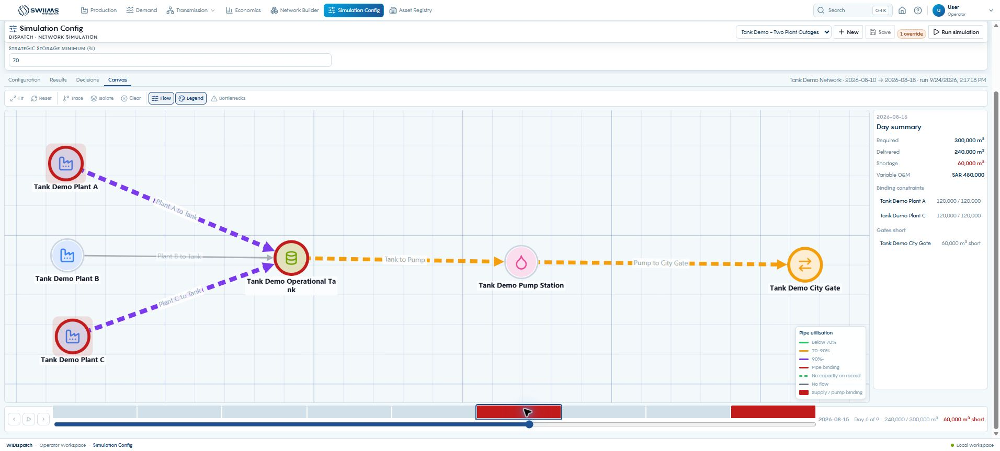 SWIIMS
WIDispatch
Production
Demand
Transmission
Economics
Network Builder
Simulation Config
Asset Registry
Search
Ctrl K
U
User
Operator
Simulation Config
DISPATCH · NETWORK SIMULATION
Tank Demo – Two Plant Outages
New
Save
1 override
Run simulation
STRATEGIC STORAGE MINIMUM (%)
70
Configuration
Results
Decisions
Canvas
Tank Demo Network · 2026-08-10 → 2026-08-18 · run 9/24/2026, 2:17:18 PM
Fit
Reset
Trace
Isolate
Clear
Flow
Legend
Bottlenecks
Tank Demo Plant A
Plant A to Tank
Tank Demo Plant B
Plant B to Tank
Tank Demo Plant C
Plant C to Tank
Tank Demo Operational Ta
nk
Tank to Pump
Tank Demo Pump Station
Pump to City Gate
Tank Demo City Gate
2026-08-16
Day summary
Required 300,000 m³
Delivered 240,000 m³
Shortage 60,000 m³
Variable O&M SAR 480,000
Binding constraints
Tank Demo Plant A 120,000 / 120,000
Tank Demo Plant C 120,000 / 120,000
Gates short
Tank Demo City Gate 60,000 m³ short
Pipe utilisation
Below 70%
70–90%
90%+
Pipe binding
No capacity on record
No flow
Supply / pump binding
2026-08-15 Day 6 of 9 240,000 / 300,000 m³ 60,000 m³ short
WIDispatch · Operator Workspace · Simulation Config
Local workspace